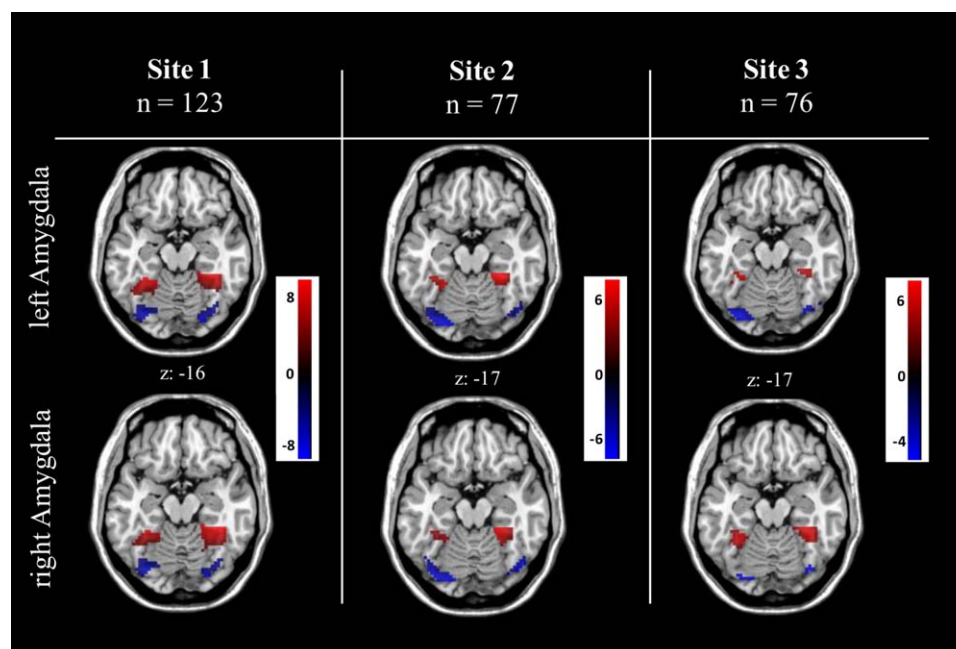 Site 1
n = 123
Site 2
n = 77
Site 3
n = 76
left Amygdala
8
0
-8
6
0
-6
6
0
-4
z: -16
z: -17
z: -17
right Amygdala